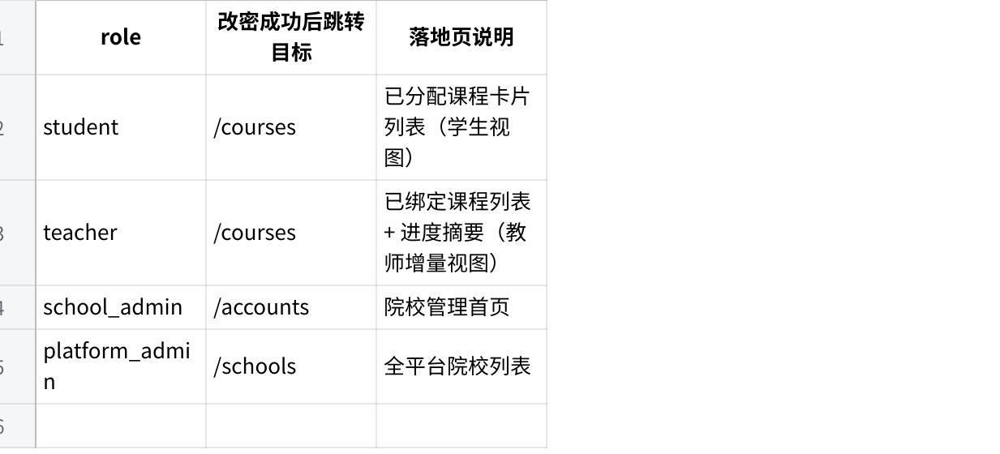 1
role
改密成功后跳转
目标
落地页说明
2
student
/courses
已分配课程卡片
列表（学生视
图）
3
teacher
/courses
已绑定课程列表
+ 进度摘要（教
师增量视图）
4
school_admin
/accounts
院校管理首页
5
platform_admi
n
/schools
全平台院校列表
6